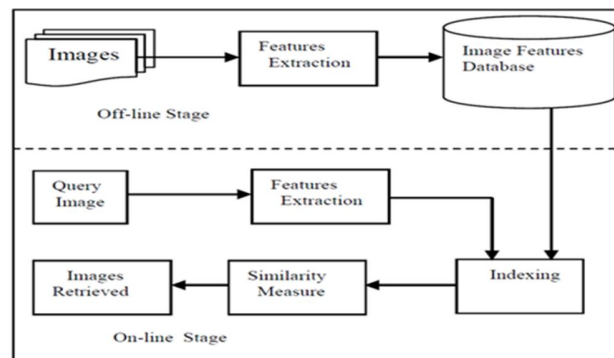 Images
Features
Extraction
Image Features
Database
Off-line Stage
Query
Image
Features
Extraction
Indexing
Similarity
Measure
Images
Retrieved
On-line Stage